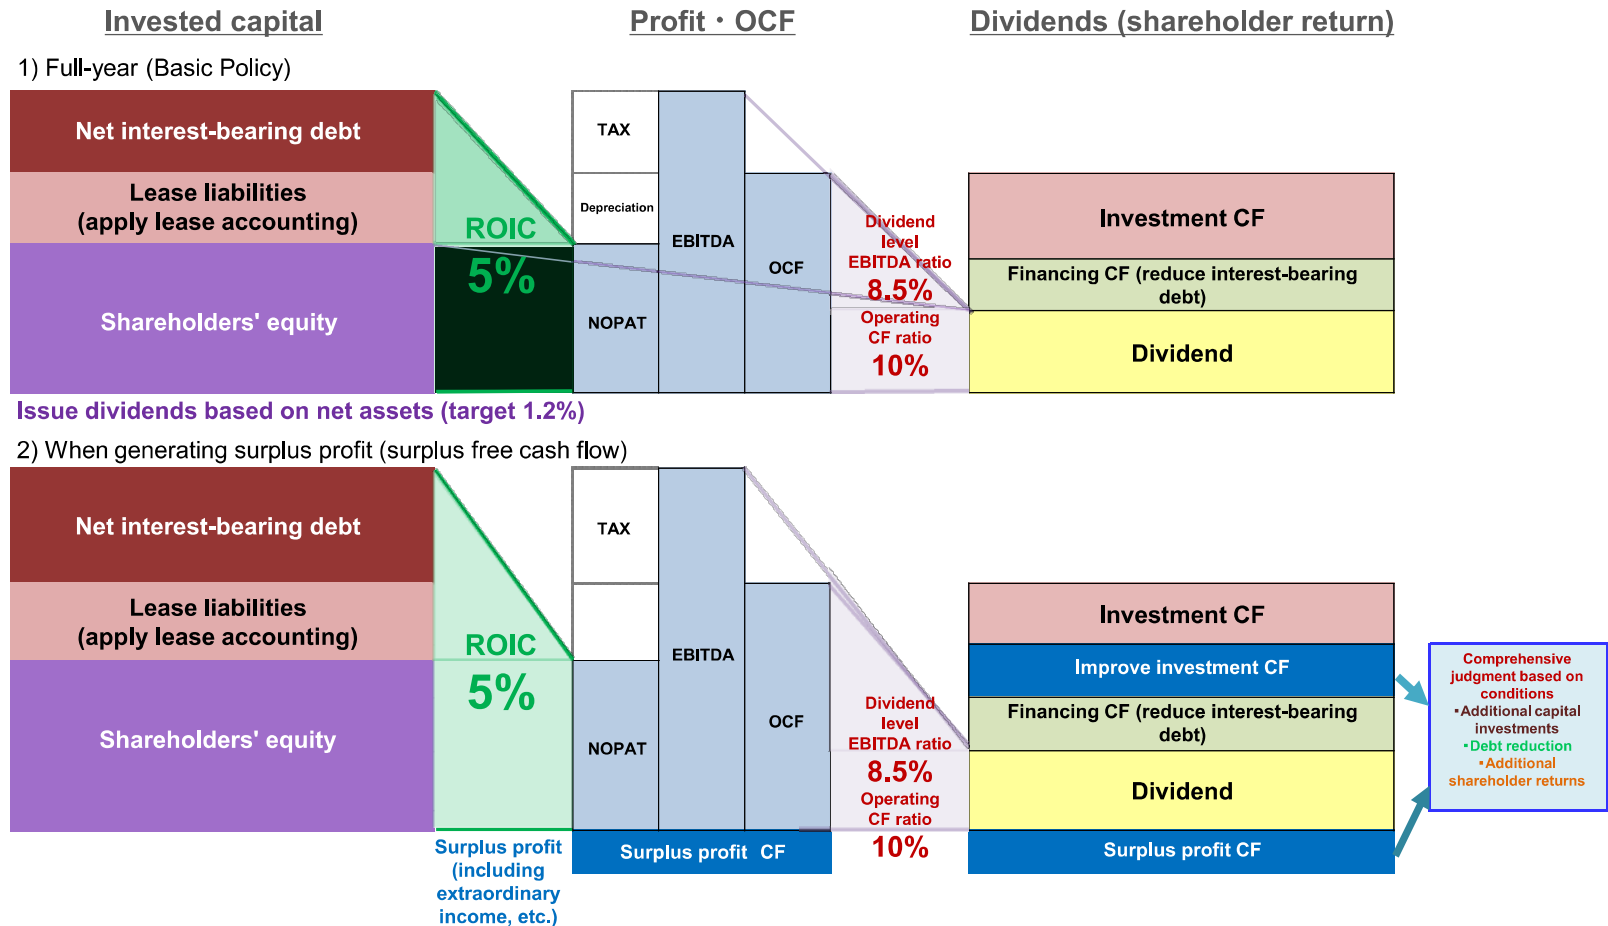 Invested capital
Profit・OCF
Dividends (shareholder return)
1) Full-year (Basic Policy)
Net interest-bearing debt
Lease liabilities
(apply lease accounting)
Shareholders' equity
ROIC
5%
TAX
Depreciation
NOPAT
EBITDA
OCF
Dividend
level
EBITDA ratio
8.5%
Operating
CF ratio
10%
Investment CF
Financing CF (reduce interest-bearing
debt)
Dividend
Issue dividends based on net assets (target 1.2%)
2) When generating surplus profit (surplus free cash flow)
Net interest-bearing debt
Lease liabilities
(apply lease accounting)
Shareholders' equity
ROIC
5%
TAX
NOPAT
EBITDA
OCF
Dividend
level
EBITDA ratio
8.5%
Operating
CF ratio
10%
Investment CF
Improve investment CF
Financing CF (reduce interest-bearing
debt)
Dividend
Surplus profit CF
Comprehensive
judgment based on
conditions
▪Additional capital
investments
▪Debt reduction
▪Additional
shareholder returns
Surplus profit
(including
extraordinary
income, etc.)
Surplus profit CF